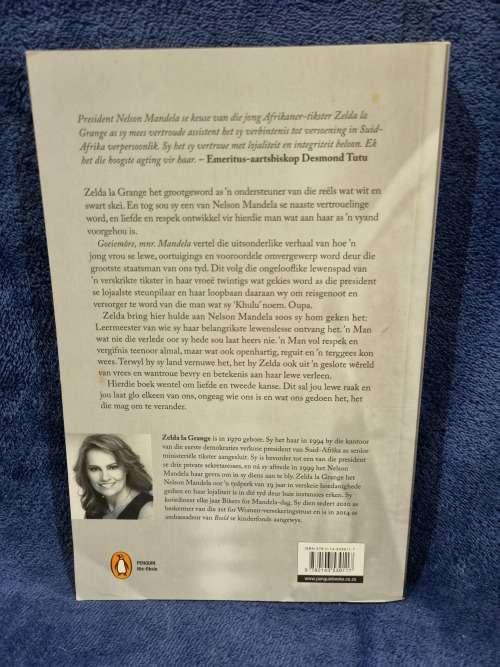 President Nelson Mandela se keuse van die jong Afrikaner-tikster Zelda la
Grange as sy mees vertroude assistent het sy verbintenis tot versoening in Suid-
Afrika verpersoonlik. Sy het sy vertroue met lojaliteit en integriteit beloon. Ek
het die hoogste agting vir haar. – Emeritus-aartsbiskop Desmond Tutu
Zelda la Grange het grootgeword as 'n ondersteuner van die reëls wat wit en
swart skei. En tog sou sy een van Nelson Mandela se naaste vertrouelinge
word, en liefde en respek ontwikkel vir hierdie man wat aan haar as 'n vyand
voorgehou is.
Goeiemôre, mnr. Mandela vertel die uitsonderlike verhaal van hoe 'n
jong vrou se lewe, oortuigings en vooroordele omvergewerp word deur die
grootste staatsman van ons tyd. Dit volg die ongelooflike lewenspad van
'n verskrikte tikster in haar vroeë twintigs wat gekies word as die president
se lojaalste steunpilaar en haar loopbaan daaraan wy om reisgenoot en
versorger te word van die man wat sy 'Khulu' noem. Oupa.
Zelda bring hier hulde aan Nelson Mandela soos sy hom geken het:
Leermeester van wie sy haar belangrikste lewenslesse ontvang het. 'n Man
wat nie die verlede oor sy hede sou laat heers nie. 'n Man vol respek en
vergifnis teenoor almal, maar wat ook openhartig, reguit en 'n terggees kon
wees. Terwyl hy sy land vernuwe het, het hy Zelda ook uit 'n geslote wêreld
van vrees en wantroue bevry en betekenis aan haar lewe verleen.
Hierdie boek wentel om liefde en tweede kanse. Dit sal jou lewe raak en
jou laat glo elkeen van ons, ongeag wie ons is en wat ons gedoen het, het
die mag om te verander.
Zelda la Grange is in 1970 gebore. Sy het haar in 1994 by die kantoor
van die eerste demokraties verkose president van Suid-Afrika as senior
ministeriële tikster aangesluit. Sy is bevorder tot een van die president
se drie private sekretaresses, en ná sy aftrede in 1999 het Nelson
Mandela haar gevra om in sy diens aan te bly. Zelda la Grange het
Nelson Mandela oor 'n tydperk van 19 jaar in verskeie hoedanighede
gedien en haar lojaliteit is in dié tyd deur baie instansies erken. Sy
koördineer elke jaar Bikers for Mandela-dag. Sy dien sedert 2010 as
beskermer van die 1st for Women-versekeringstrust en is in 2014 as
ambassadeur van Beeld se kinderfonds aangewys.
PENGUIN
Nie-fiksie
www.penguinbooks.co.za